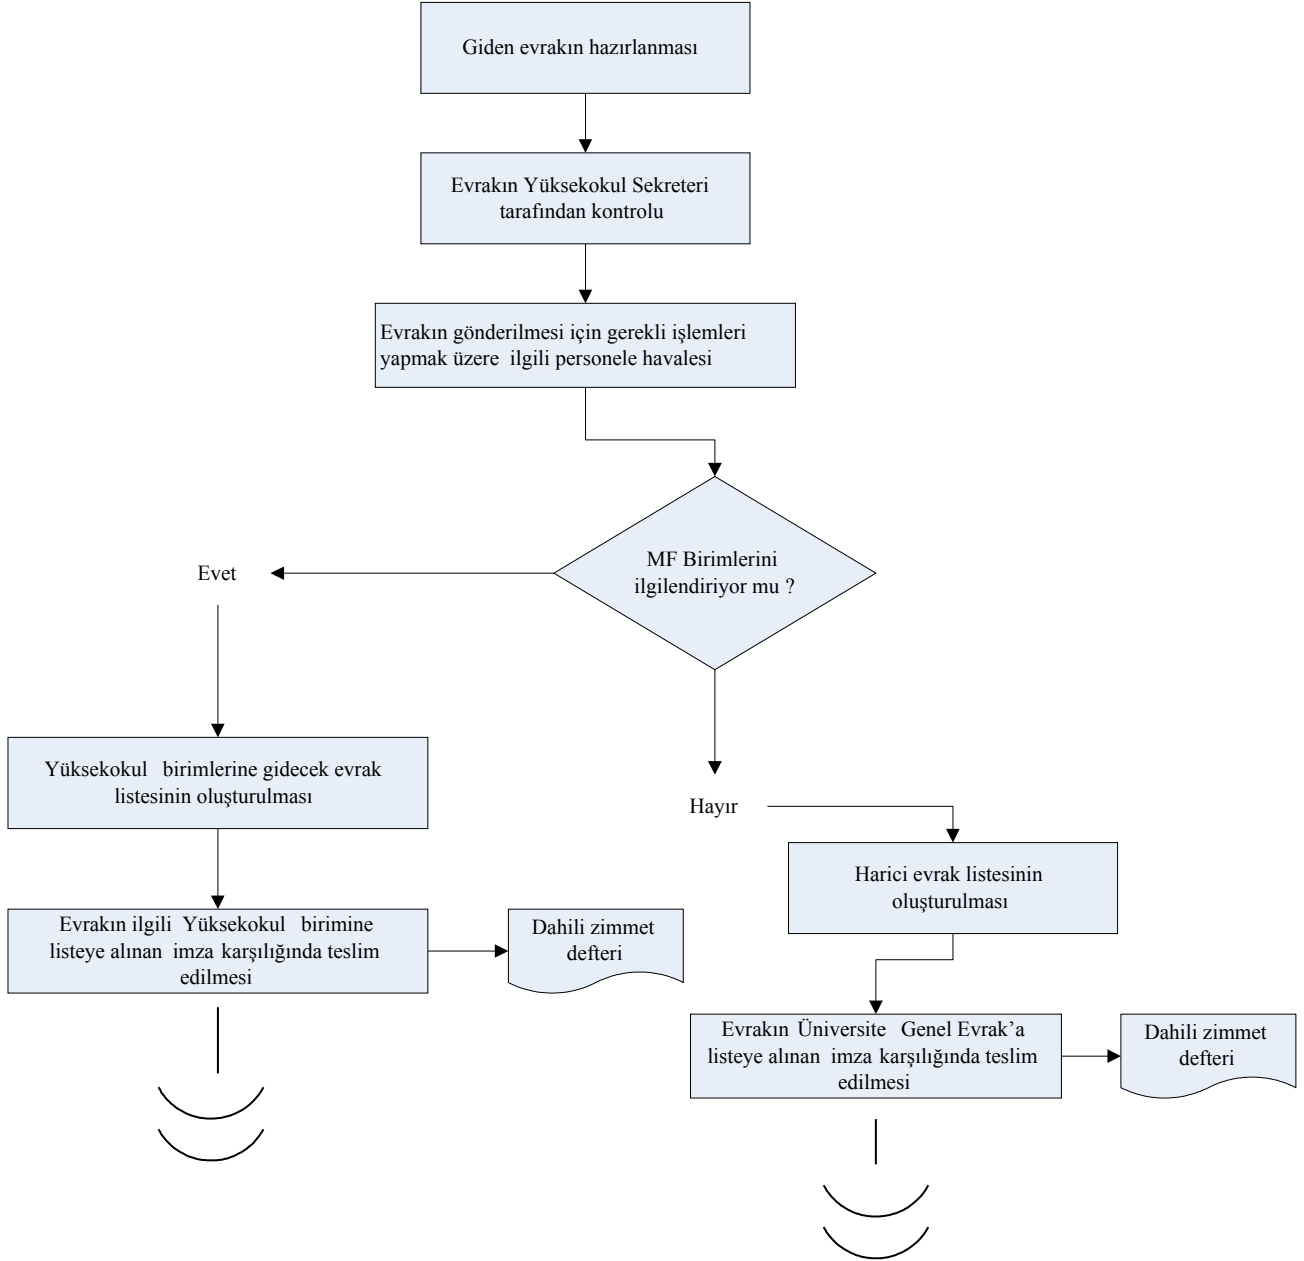 Giden evrakın hazırlanması
Evrakın Yüksekokul Sekreteri
tarafından kontrolu
Evrakın gönderilmesi için gerekli işlemleri
yapmak üzere ilgili personele havalesi
MF Birimlerini
ilgilendiriyor mu ?
Evet
Yüksekokul birimlerine gidecek evrak
listesinin oluşturulması
Evrakın ilgili Yüksekokul birimine
listeye alınan imza karşılığında teslim
edilmesi
Dahili zimmet
defteri
Hayır
Harici evrak listesinin
oluşturulması
Evrakın Üniversite Genel Evrak’a
listeye alınan imza karşılığında teslim
edilmesi
Dahili zimmet
defteri